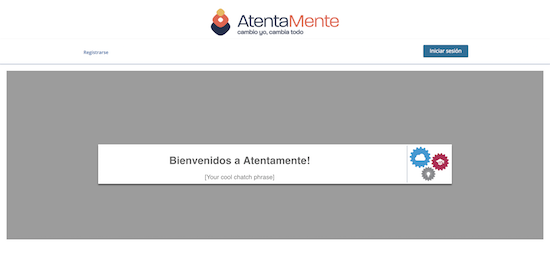 AtentaMente
cambio yo, cambia todo
Registrarse
Iniciar sesión
Bienvenidos a Atentamente!
[Your cool chatch phrase]